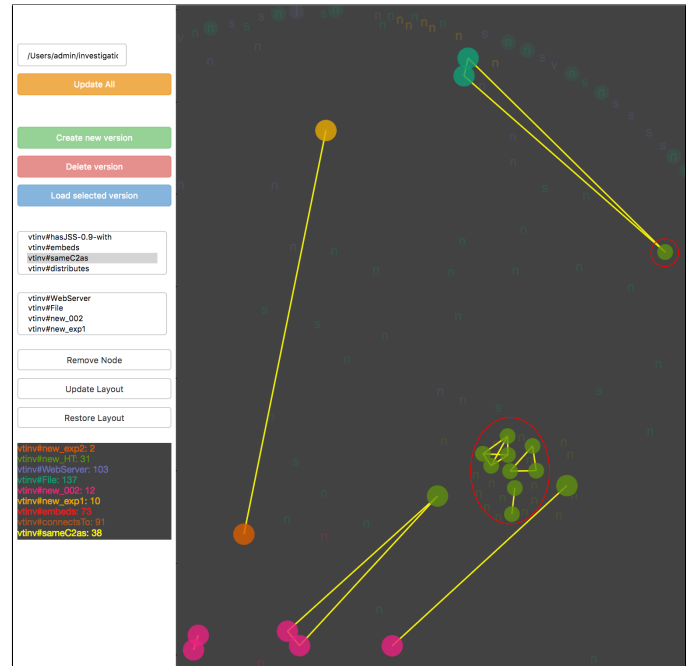 /Users/admin/investigatic
Update All
Create new version
Delete version
Load selected version
vtinv#hasJSS-0.9-with
vtinv#embeds
vtinv#sameC2as
vtinv#distributes
vtinv#WebServer
vtinv#File
vtinv#new_002
vtinv#new_exp1
Remove Node
Update Layout
Restore Layout
vtinv#new_exp2: 2
vtinv#new_HT: 31
vtinv#WebServer: 103
vtinv#File: 137
vtinv#new_002: 12
vtinv#new_exp1: 10
vtinv#embeds: 73
vtinv#connectsTo: 91
vtinv#sameC2as: 38